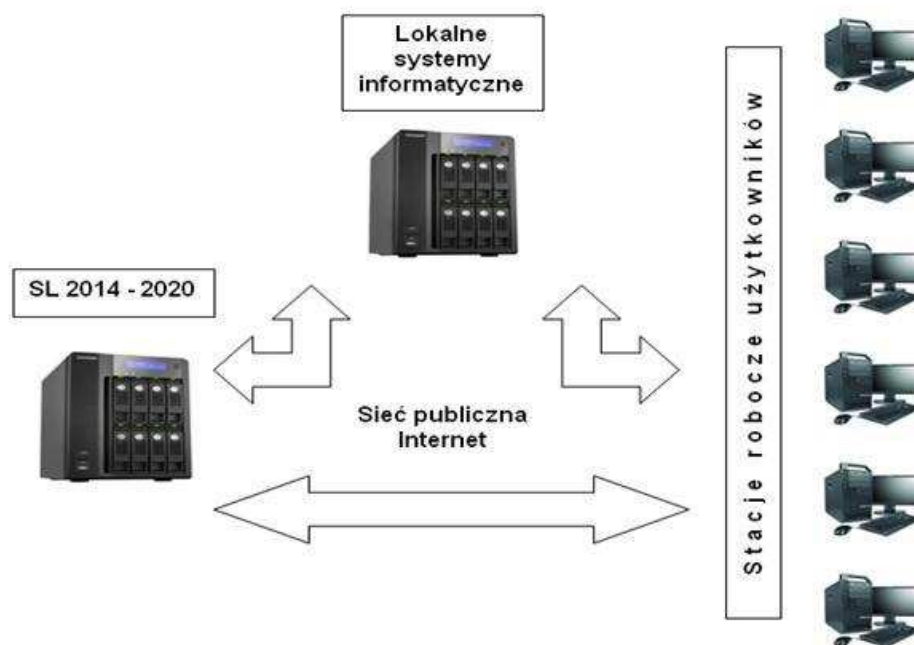 Lokalne
systemy
informatyczne
SL 2014 - 2020
Sieć publiczna
Internet
Stacje robocze użytkowników